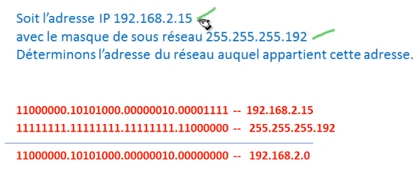 Soit l'adresse IP 192.168.2.15
avec le masque de sous réseau 255.255.255.192
Déterminons l'adresse du réseau auquel appartient cette adresse.
11000000.10101000.00000010.00001111 -- 192.168.2.15
11111111.11111111.11111111.11000000 -- 255.255.255.192
11000000.10101000.00000010.00000000 -- 192.168.2.0